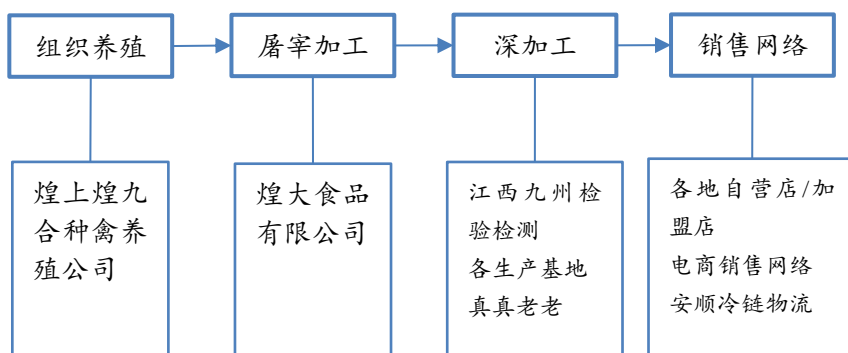 组织养殖
屠宰加工
深加工
销售网络
煌上煌九
合种禽养
殖公司
煌大食品
有限公司
江西九州检
验检测
各生产基地
真真老老
各地自营店/加
盟店
电商销售网络
安顺冷链物流